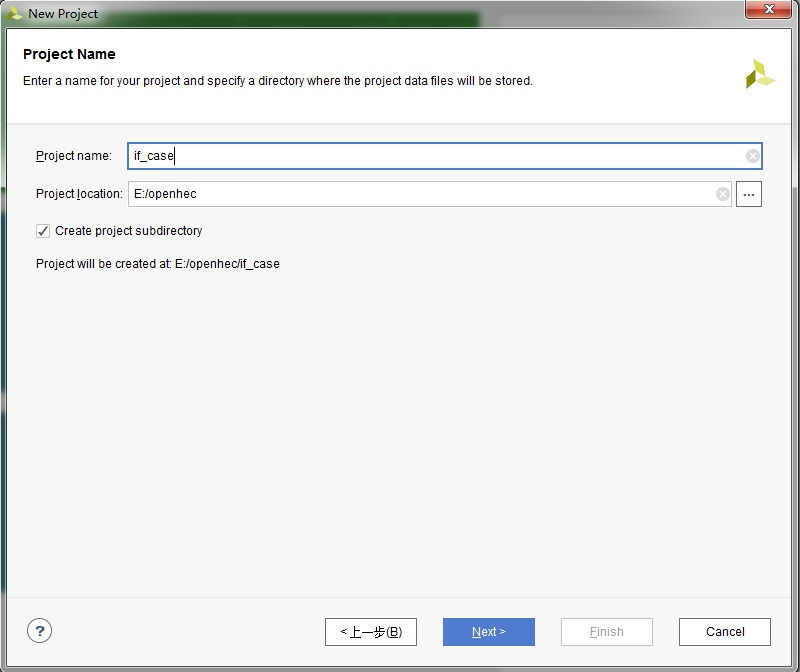 New Project
Project Name
Enter a name for your project and specify a directory where the project data files will be stored.
Project name: if_case
Project location: E:/openhec ...
Create project subdirectory
Project will be created at: E:/openhec/if_case
? < 上一步(B) Next > Finish Cancel